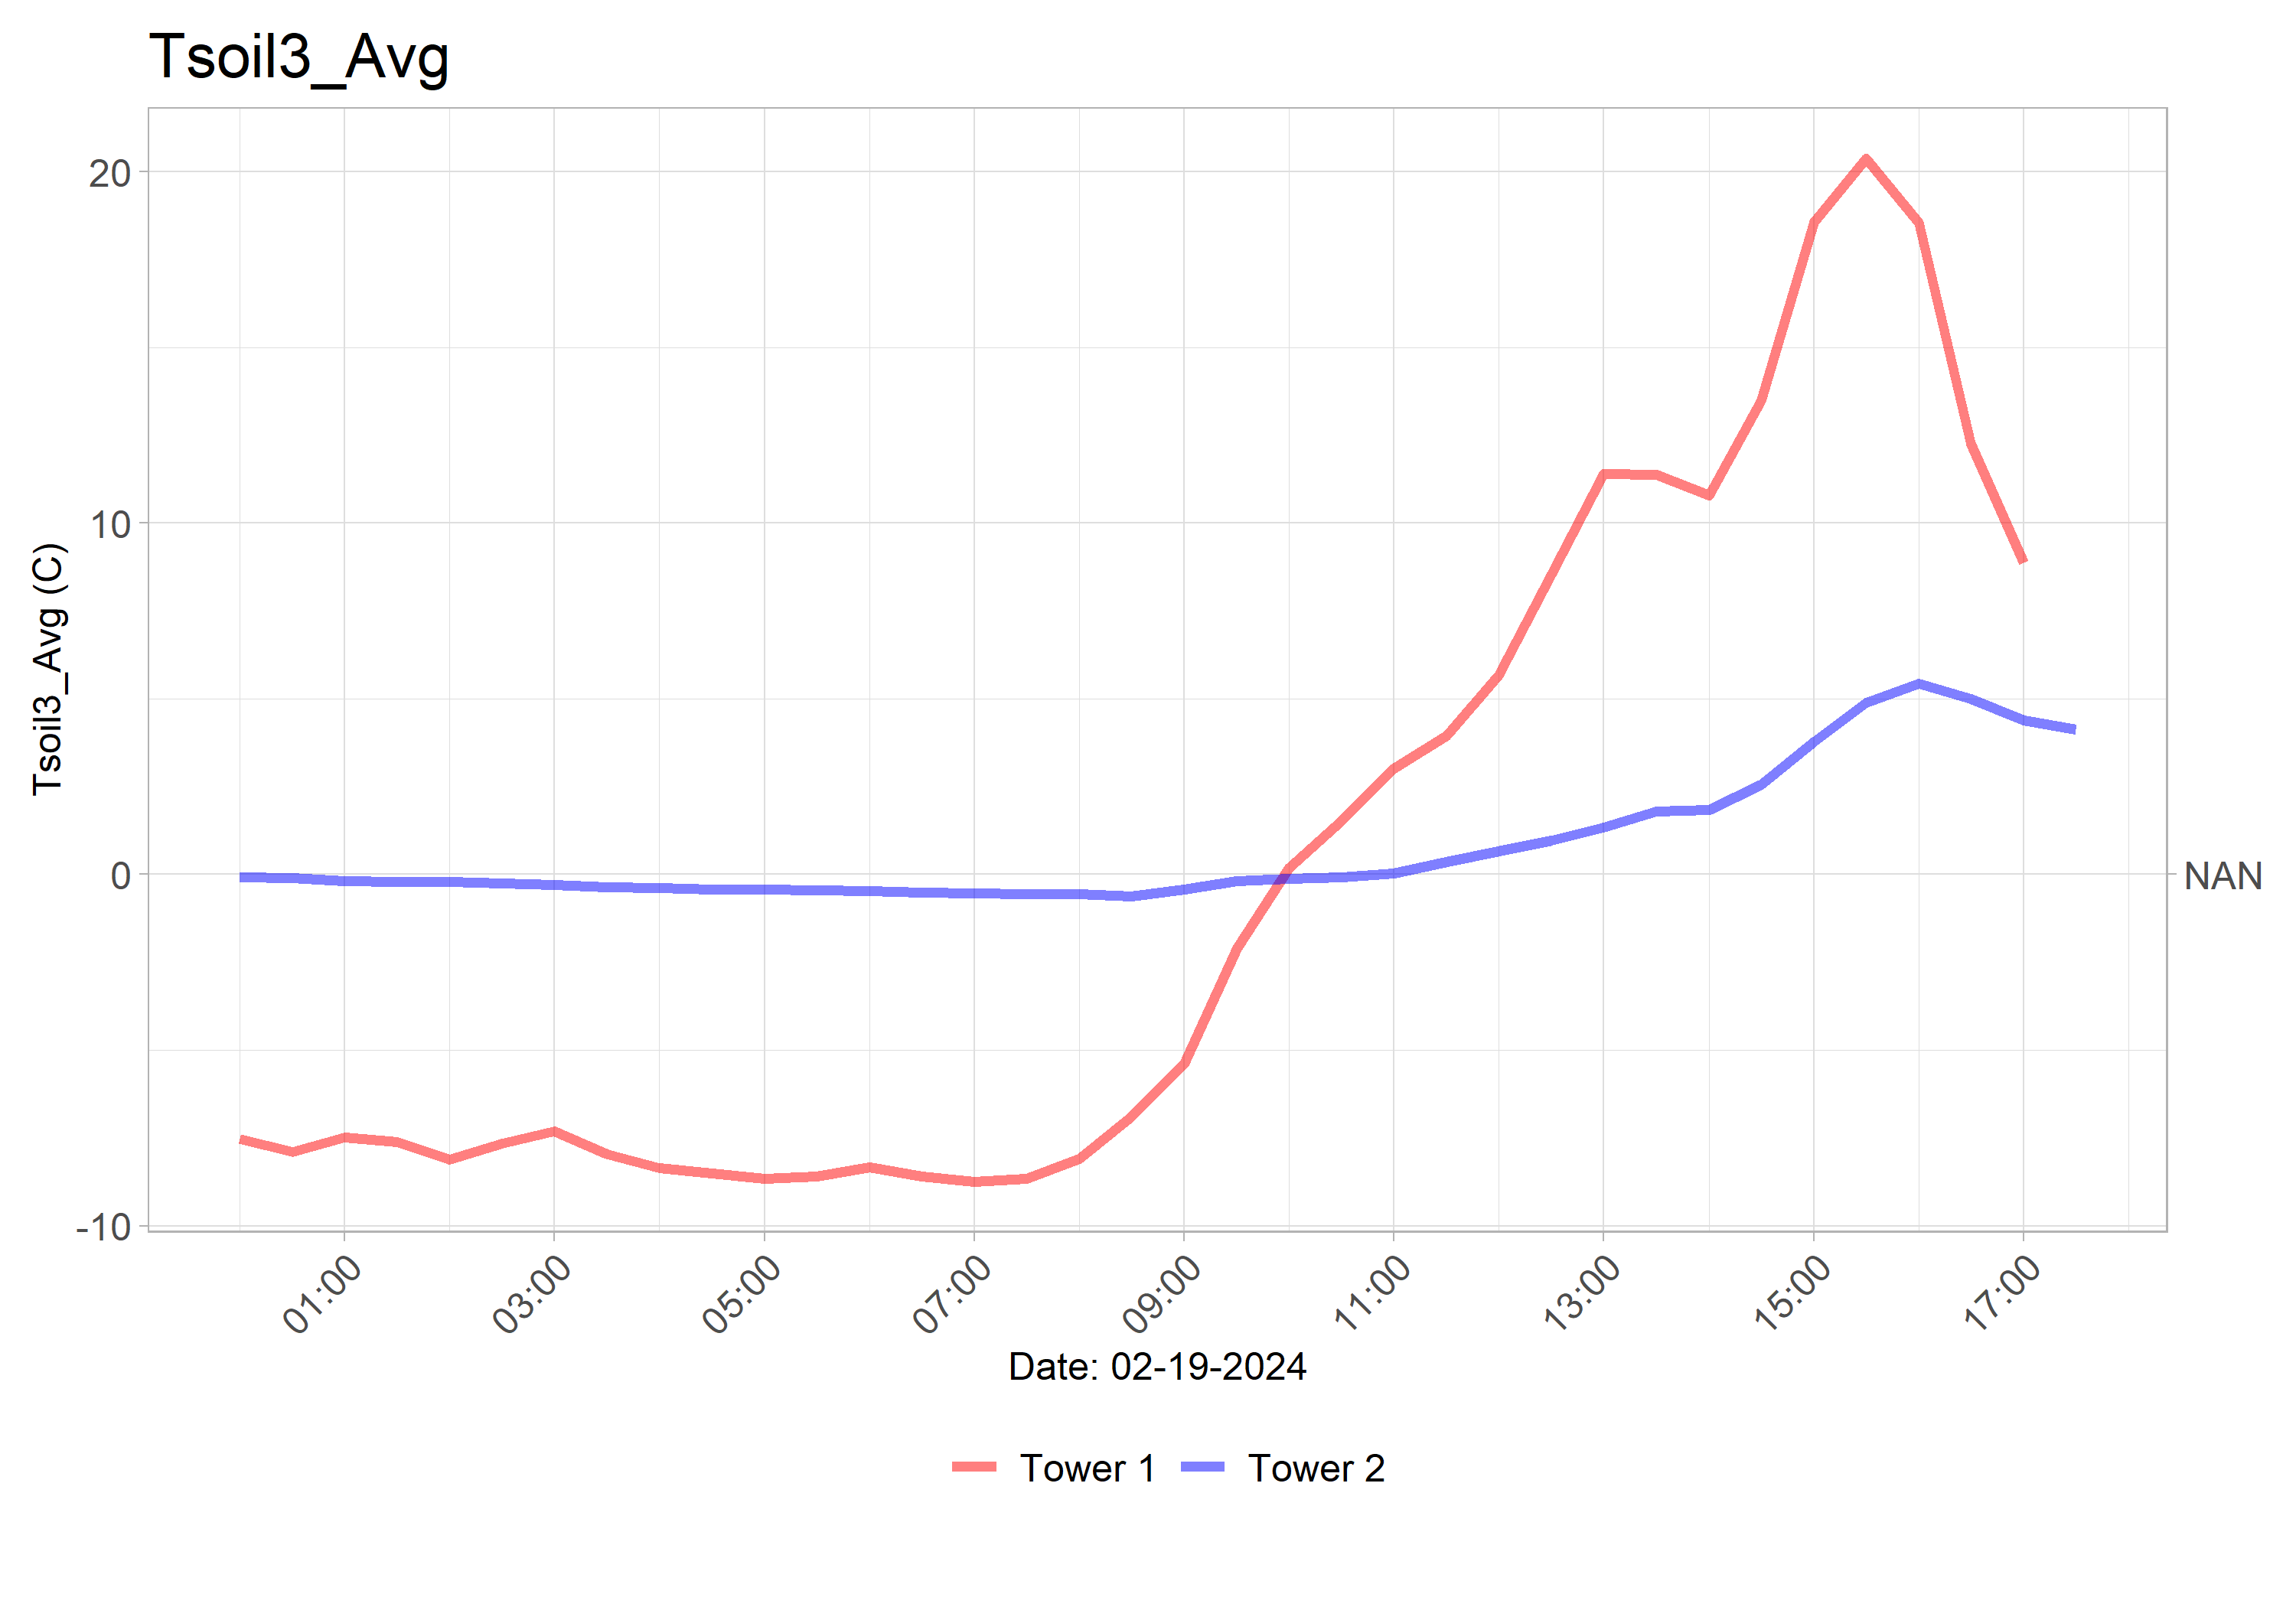 Tsoil3_Avg
Tsoil3_Avg (C)
20
10
0
-10
NAN
01:00 03:00 05:00 07:00 09:00 11:00 13:00 15:00 17:00
Date: 02-19-2024
Tower 1 Tower 2